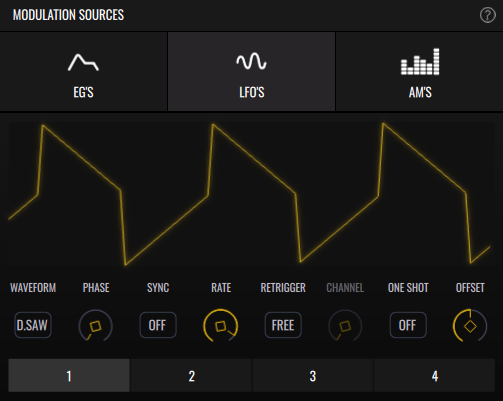 MODULATION SOURCES ?
EG'S LFO'S AM'S
WAVEFORM PHASE SYNC RATE RETRIGGER CHANNEL ONE SHOT OFFSET
D.SAW OFF FREE OFF
1 2 3 4